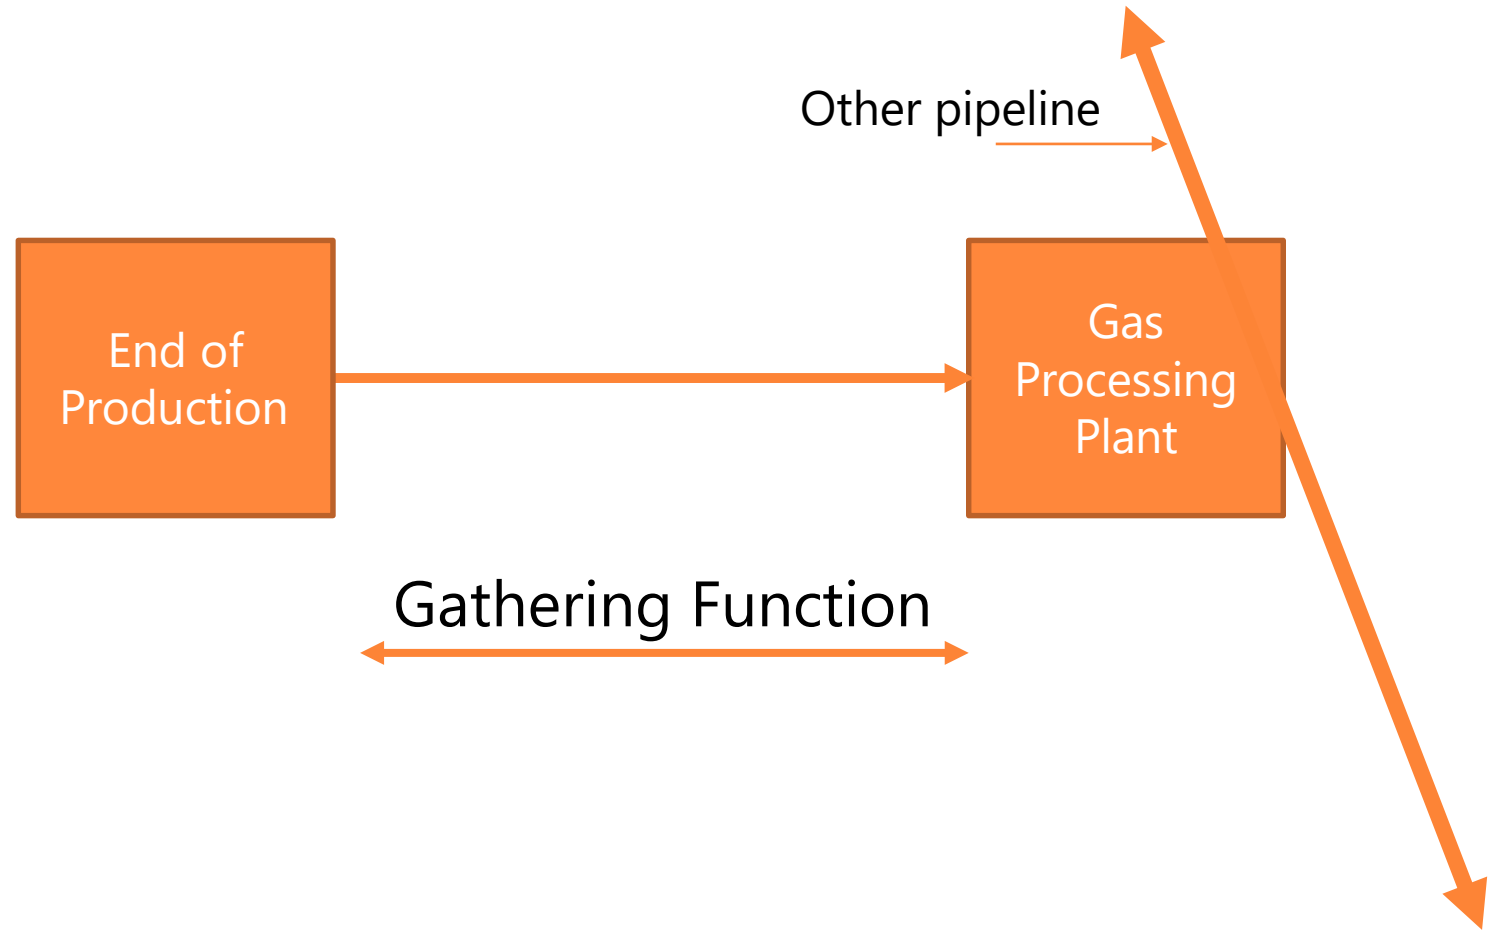 Other pipeline
End of
Production
Gas
Processing
Plant
Gathering Function